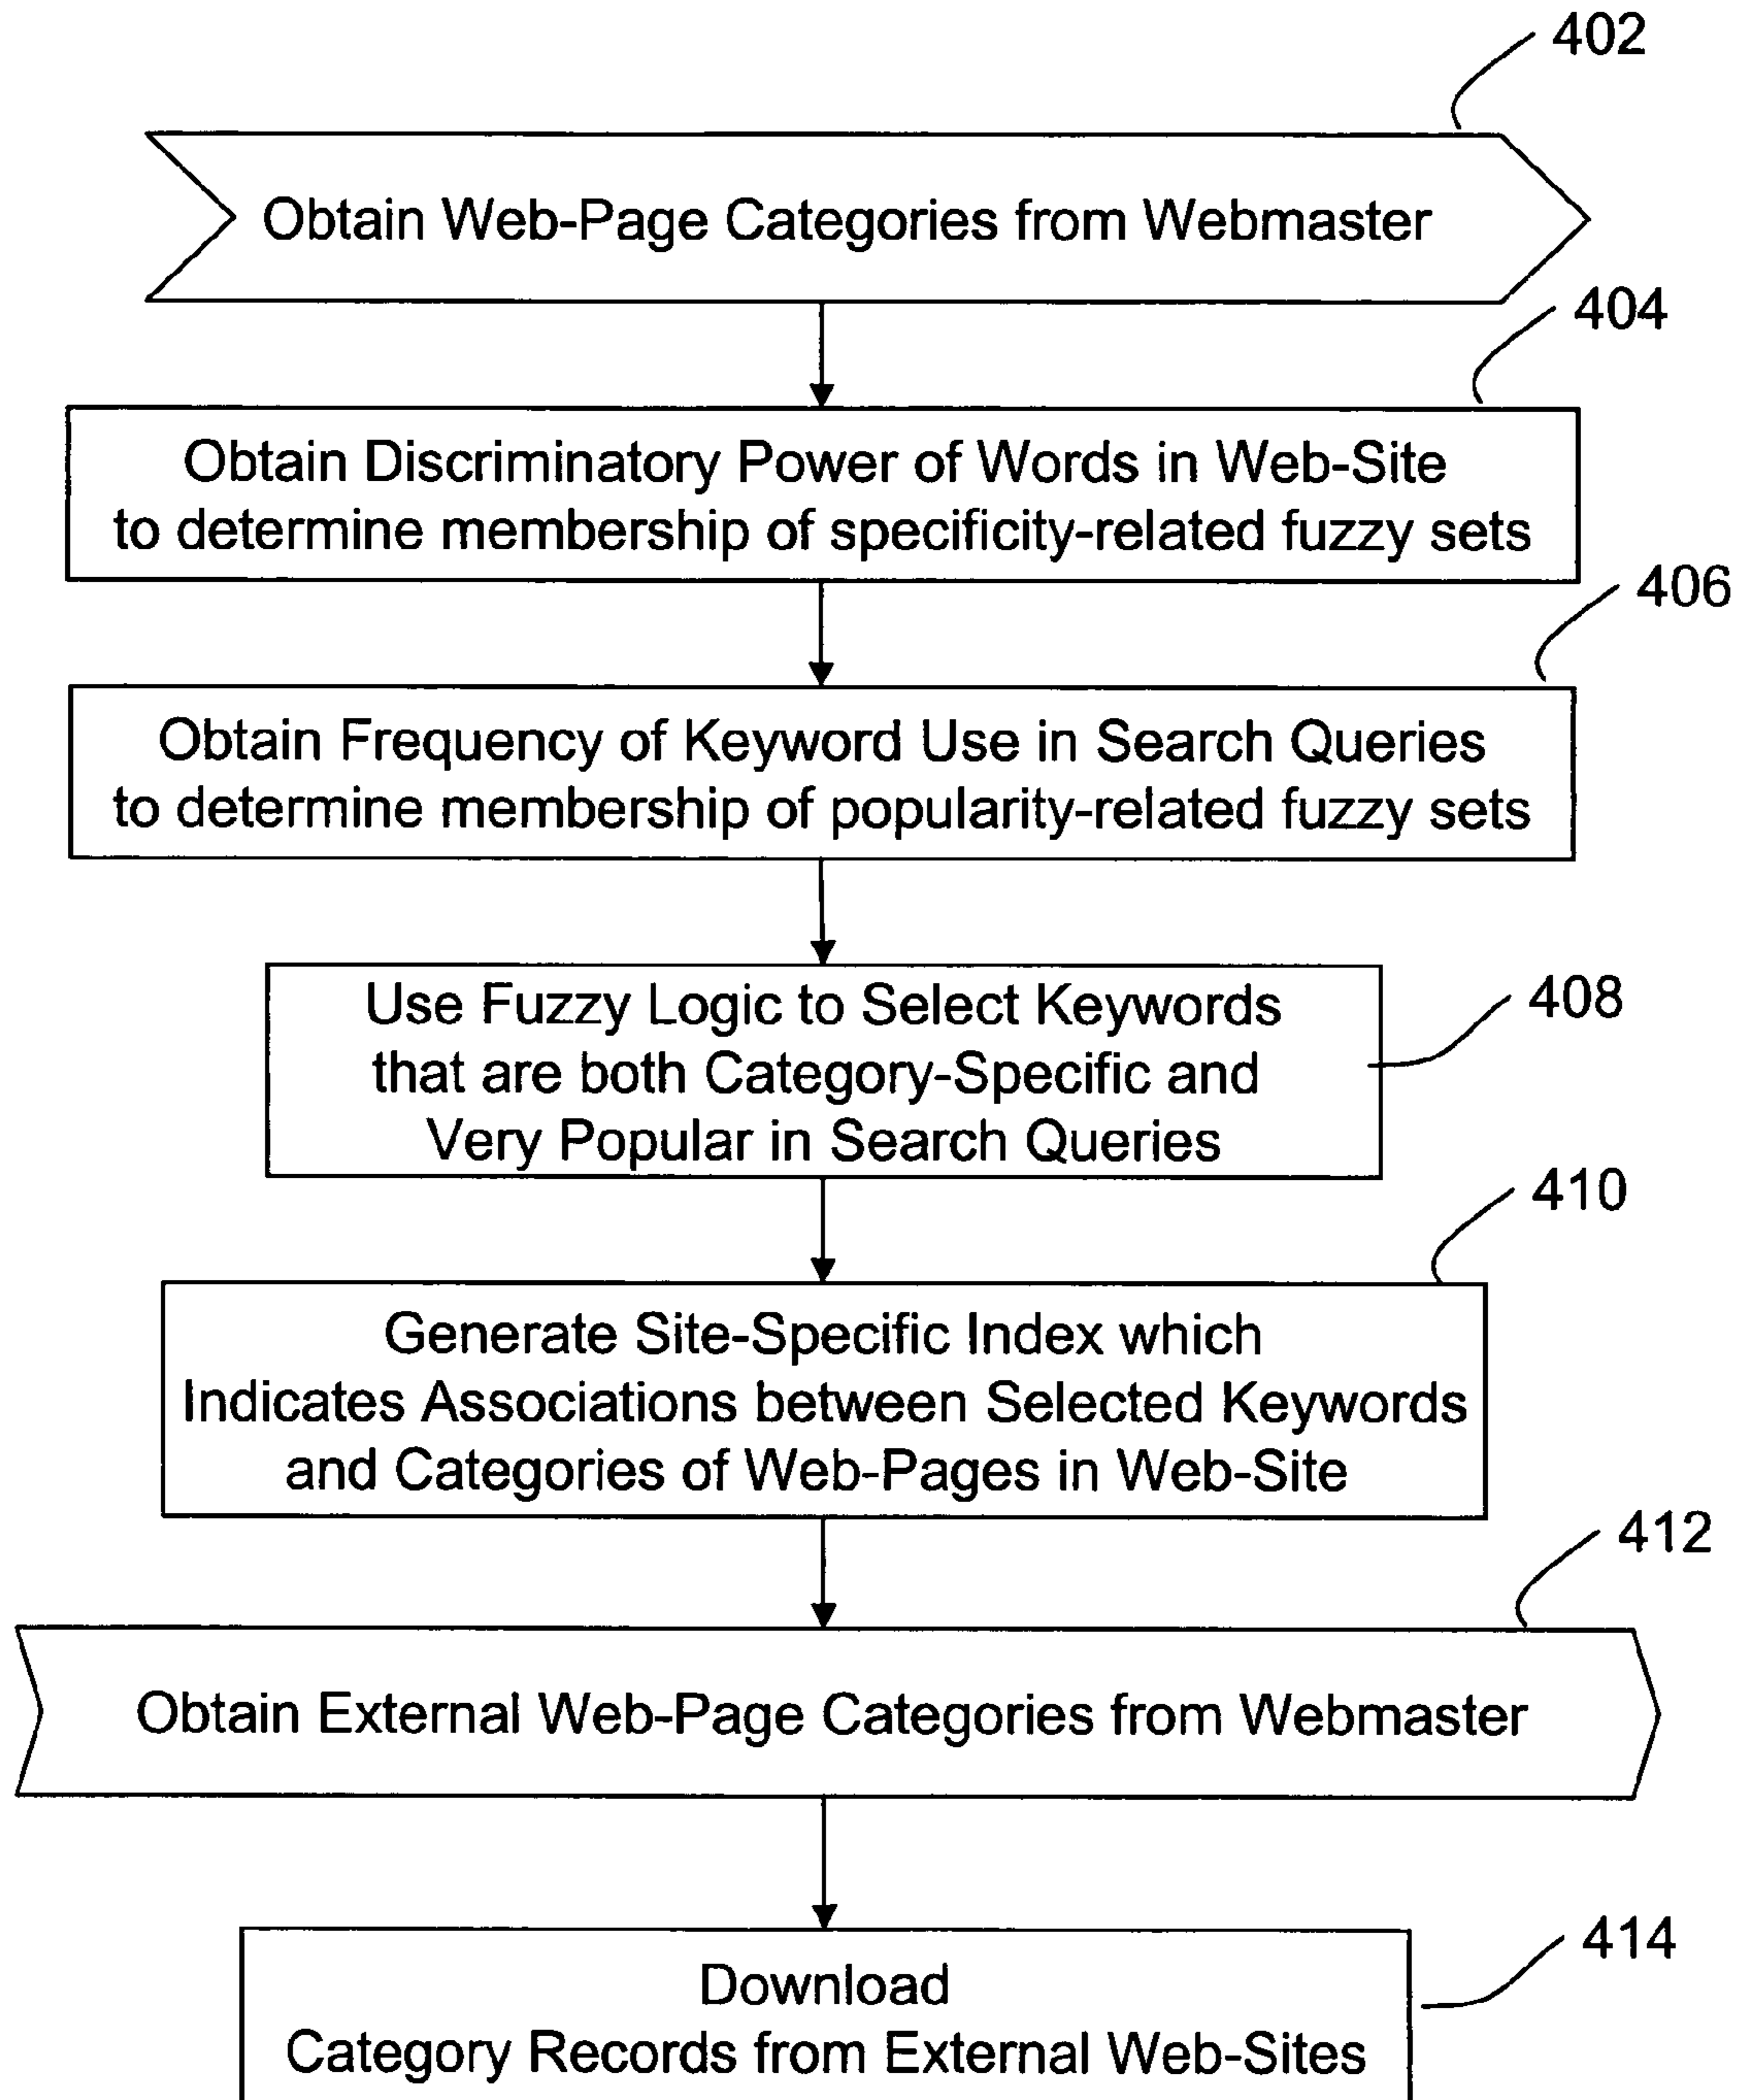 402
Obtain Web-Page Categories from Webmaster
404
Obtain Discriminatory Power of Words in Web-Site
to determine membership of specificity-related fuzzy sets
406
Obtain Frequency of Keyword Use in Search Queries
to determine membership of popularity-related fuzzy sets
408
Use Fuzzy Logic to Select Keywords
that are both Category-Specific and
Very Popular in Search Queries
410
Generate Site-Specific Index which
Indicates Associations between Selected Keywords
and Categories of Web-Pages in Web-Site
412
Obtain External Web-Page Categories from Webmaster
414
Download
Category Records from External Web-Sites